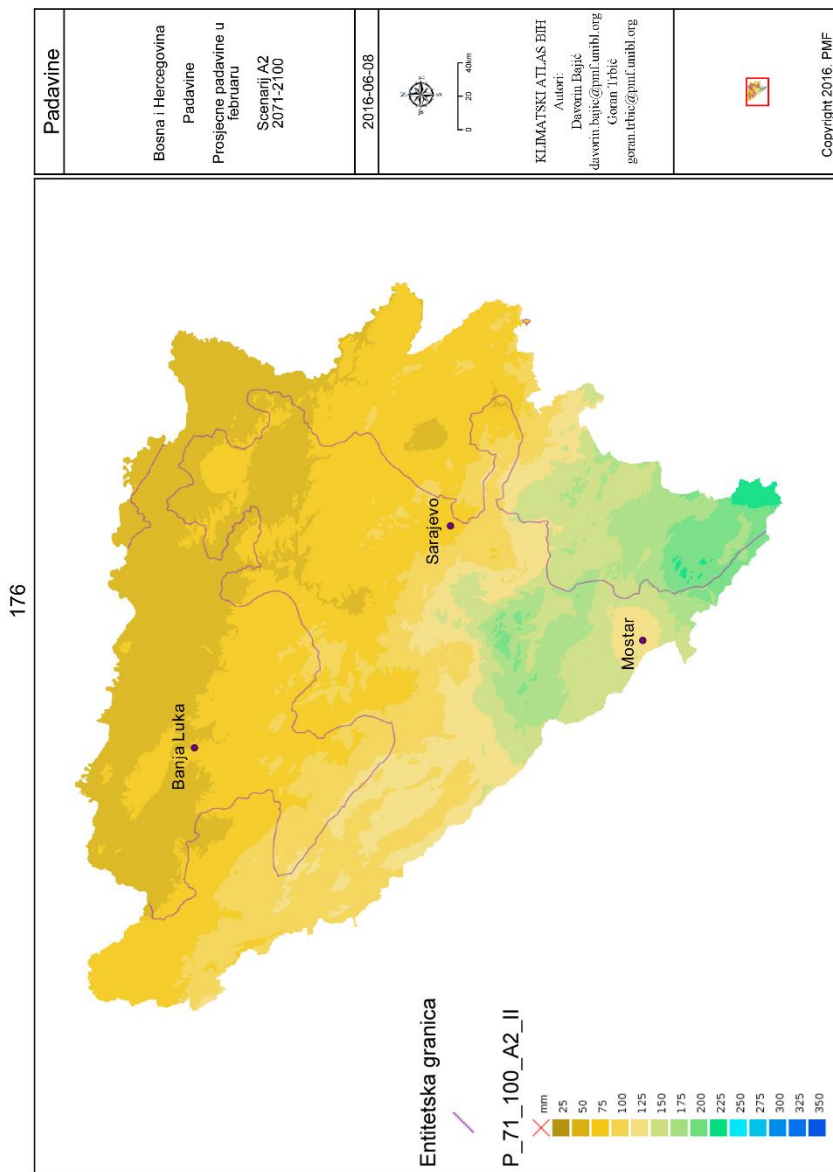 176
Padavine
Bosna i Hercegovina
Padavine
Prosjecne padavine u
februaru
Scenarij A2
2071-2100
2016-06-08
N
W
E
S
0 20 40km
KLIMATSKI ATLAS BIH
Autori:
Davorin Bajić
davorin.bajic@pmf.unibl.org
Goran Trbić
goran.trbic@pmf.unibl.org
Copyright 2016. PMF
Banja Luka
Sarajevo
Mostar
Entitetska granica
P_71_100_A2_II
mm
25
50
75
100
125
150
175
200
225
250
275
300
325
350